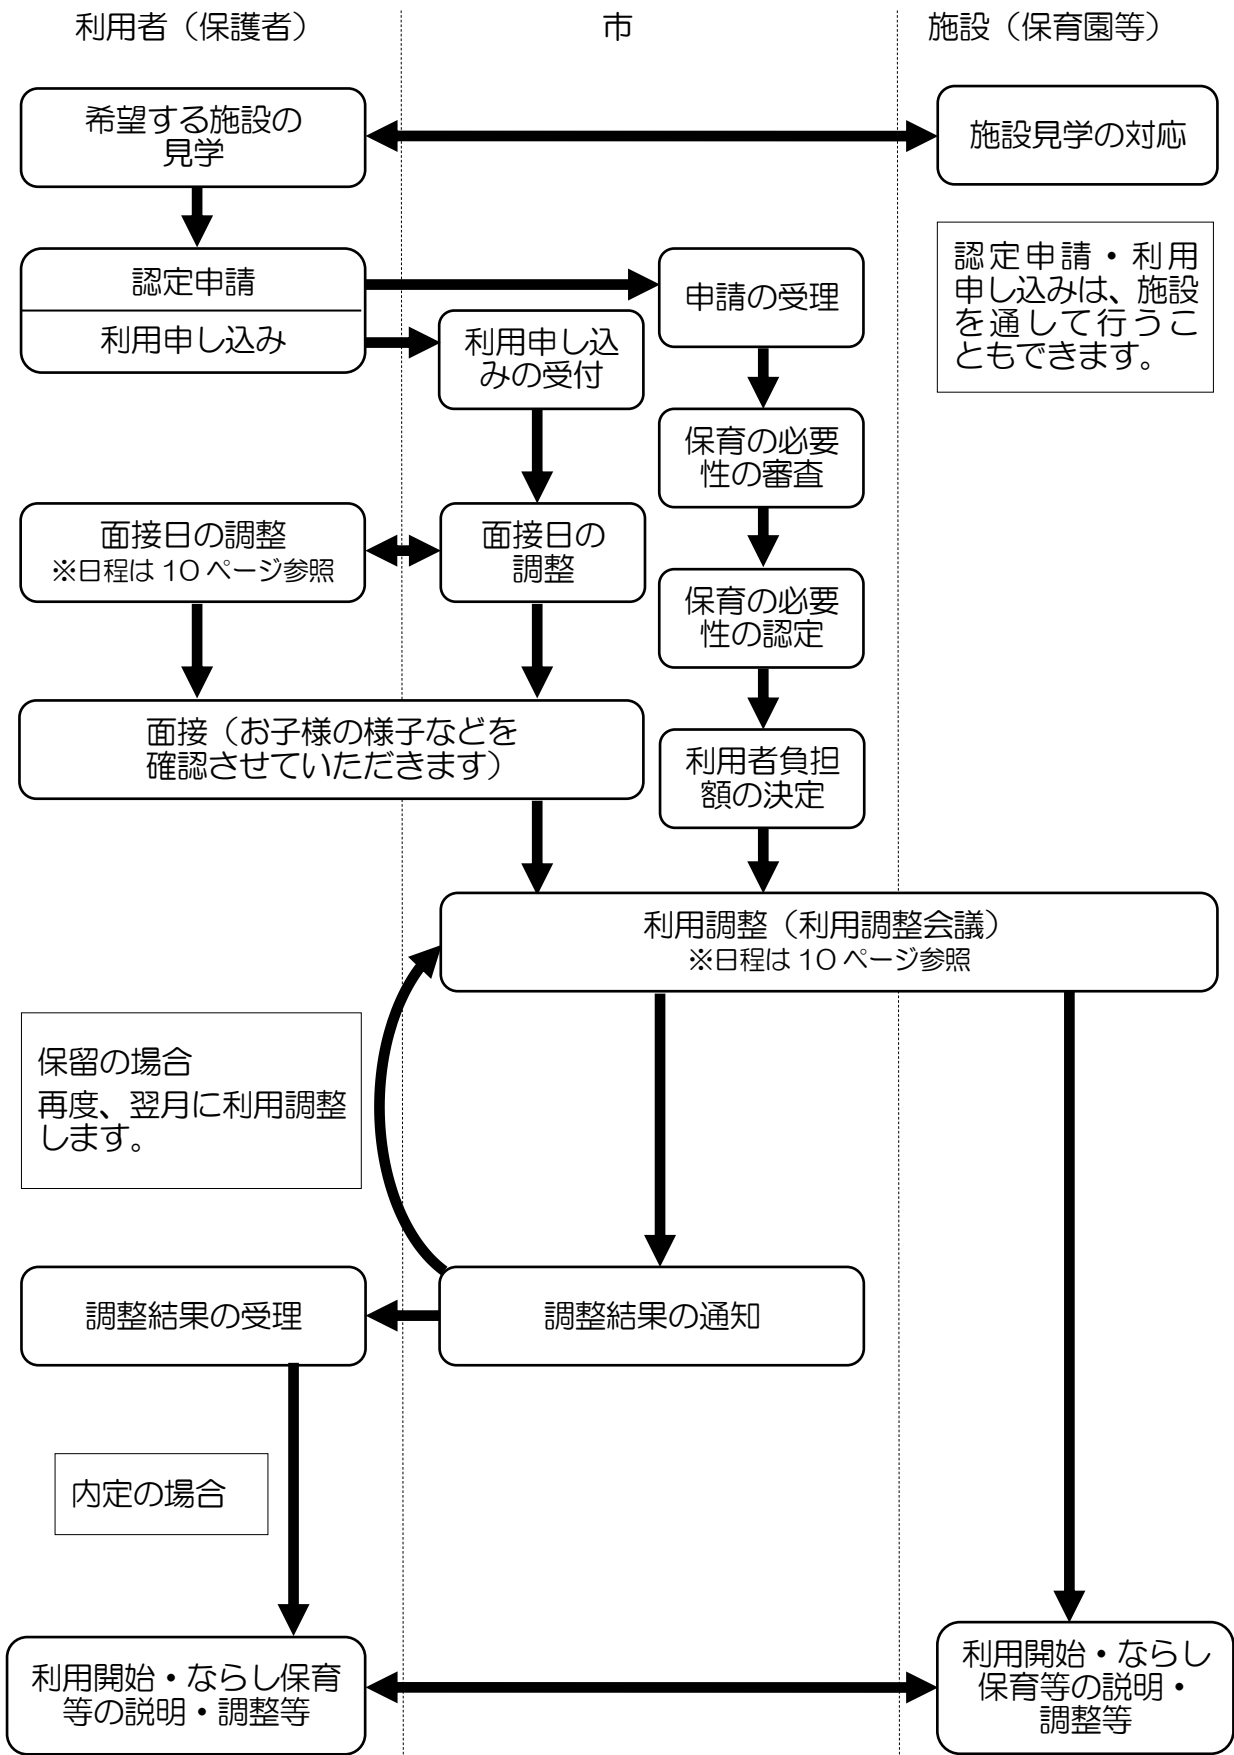 利用者（保護者）
市
施設（保育園等）
希望する施設の
見学
施設見学の対応
認定申請
利用申し込み
申請の受理
利用申し込
みの受付
認定申請・利用
申し込みは、施設
を通して行うこ
ともできます。
保育の必要
性の審査
面接日の調整
※日程は 10 ページ参照
面接日の
調整
保育の必要
性の認定
面接（お子様の様子などを
確認させていただきます）
利用者負担
額の決定
利用調整（利用調整会議）
※日程は 10 ページ参照
保留の場合
再度、翌月に利用調整
します。
調整結果の受理
調整結果の通知
内定の場合
利用開始・ならし保育
等の説明・調整等
利用開始・ならし
保育等の説明・
調整等